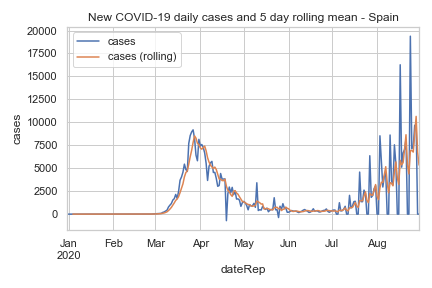 New COVID-19 daily cases and 5 day rolling mean - Spain
cases
cases (rolling)
20000
17500
15000
12500
10000
7500
5000
2500
0
cases
Jan Feb Mar Apr May Jun Jul Aug
2020
dateRep